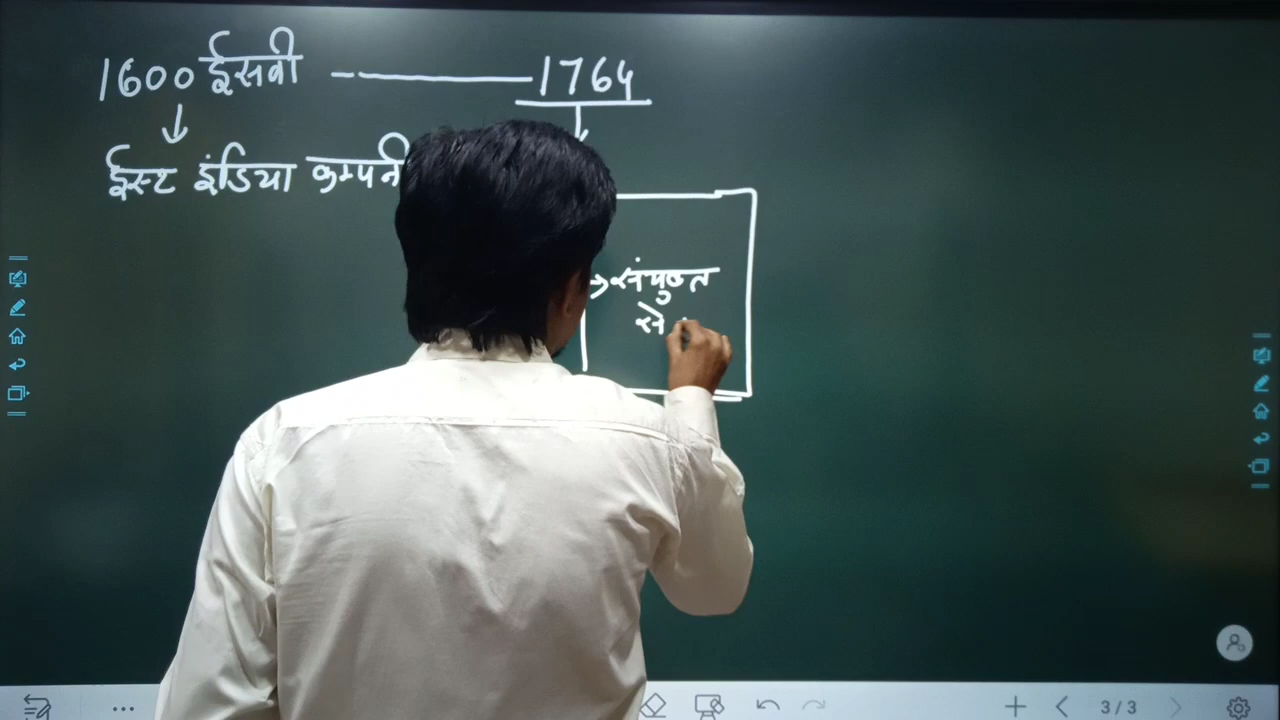 1600 ईसवी ------ 1764
ईस्ट इंडिया कम्पनी
→ संयुक्त
से
3/3